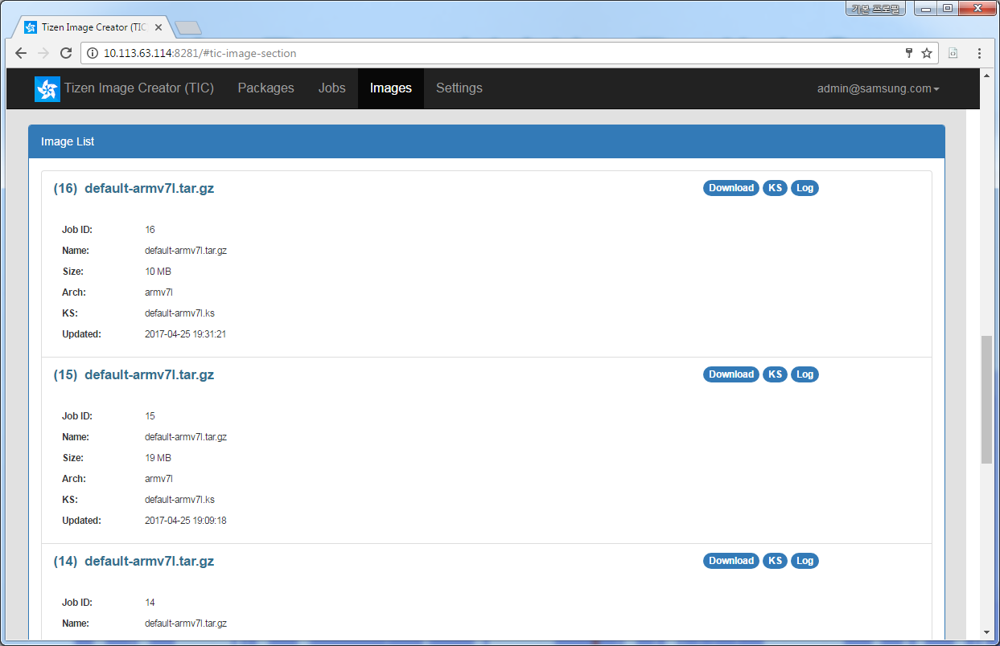 기본 프로필
Tizen Image Creator (TIC
10.113.63.114:8281/#tic-image-section
Tizen Image Creator (TIC) Packages Jobs Images Settings admin@samsung.com
Image List
(16) default-armv7l.tar.gz Download KS Log
Job ID: 16
Name: default-armv7l.tar.gz
Size: 10 MB
Arch: armv7l
KS: default-armv7l.ks
Updated: 2017-04-25 19:31:21
(15) default-armv7l.tar.gz Download KS Log
Job ID: 15
Name: default-armv7l.tar.gz
Size: 19 MB
Arch: armv7l
KS: default-armv7l.ks
Updated: 2017-04-25 19:09:18
(14) default-armv7l.tar.gz Download KS Log
Job ID: 14
Name: default-armv7l.tar.gz